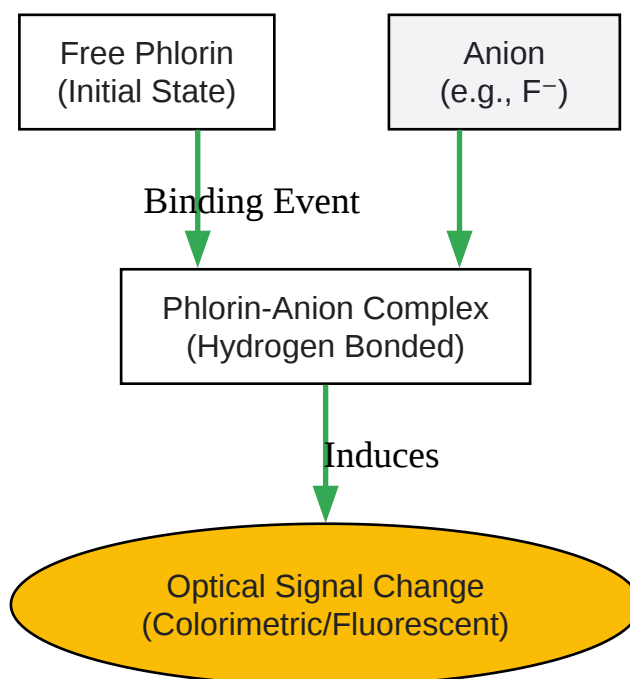 Free Phlorin
(Initial State)
Anion
(e.g., F⁻)
Binding Event
Phlorin-Anion Complex
(Hydrogen Bonded)
Induces
Optical Signal Change
(Colorimetric/Fluorescent)